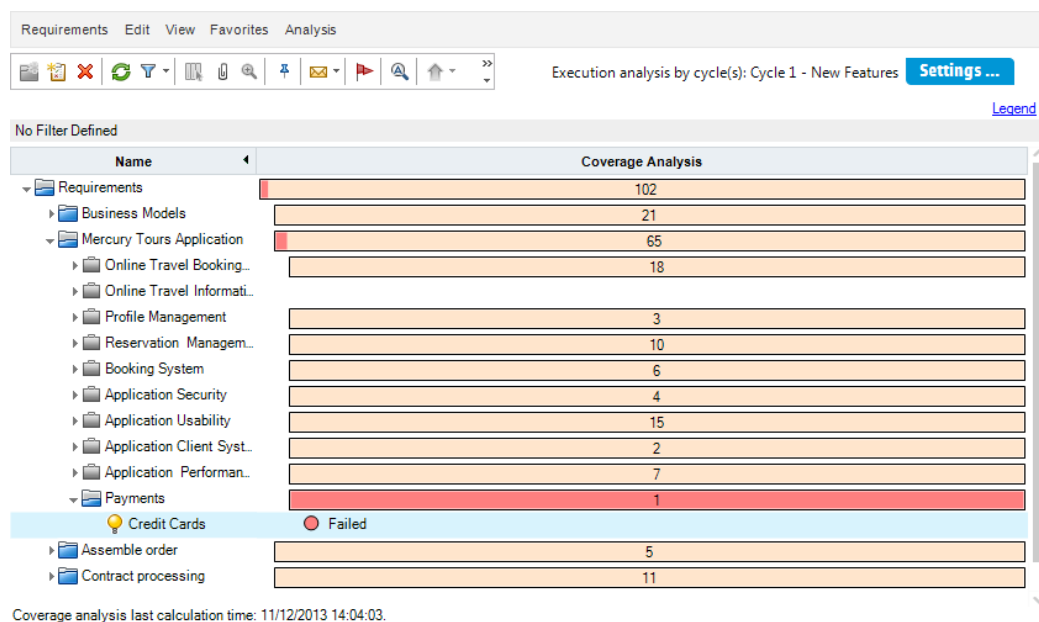 Requirements Edit View Favorites Analysis
Execution analysis by cycle(s): Cycle 1 - New Features Settings ...
Legend
No Filter Defined
Name Coverage Analysis
Requirements 102
Business Models 21
Mercury Tours Application 65
Online Travel Booking... 18
Online Travel Informati...
Profile Management 3
Reservation Managem... 10
Booking System 6
Application Security 4
Application Usability 15
Application Client Syst... 2
Application Performan... 7
Payments 1
Credit Cards Failed
Assemble order 5
Contract processing 11
Coverage analysis last calculation time: 11/12/2013 14:04:03.